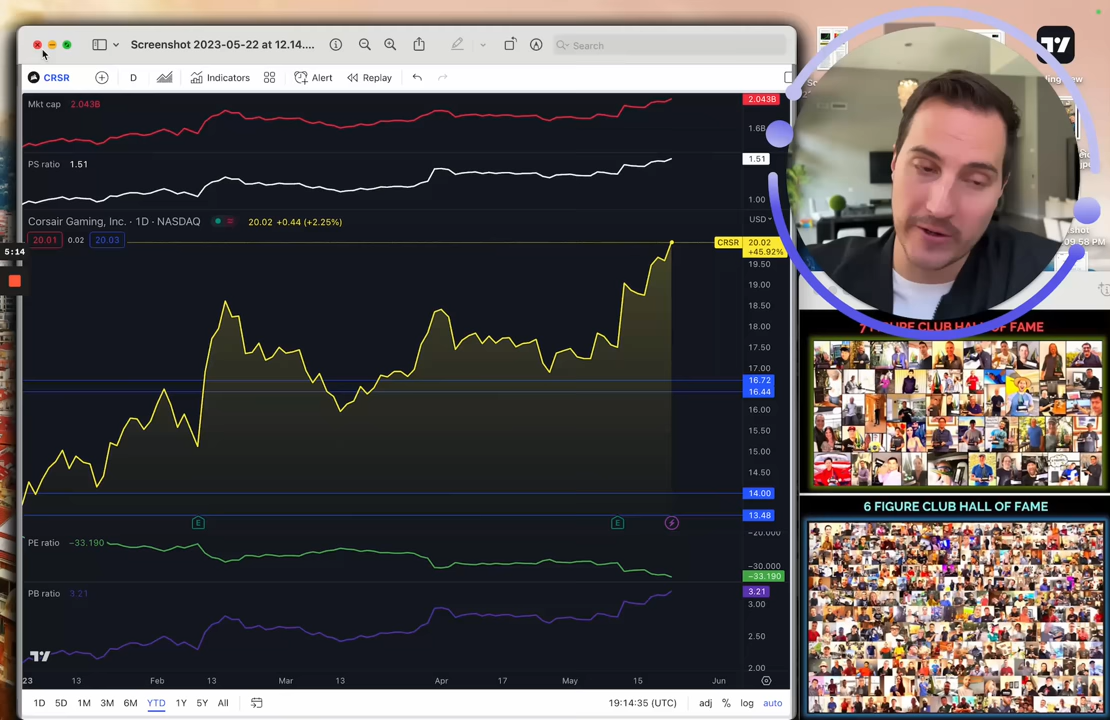 Screenshot 2023-05-22 at 12.14....
Search
CRSR
D
Indicators
Alert
Replay
Mkt cap 2.043B
2.043B
1.6B
PS ratio 1.51
1.51
1.00
Corsair Gaming, Inc. · 1D · NASDAQ 20.02 +0.44 (+2.25%)
USD
20.01 0.02 20.03
CRSR 20.02
+45.92%
5:14
19.50
19.00
18.50
18.00
17.50
17.00
16.72
16.44
16.00
15.50
15.00
14.50
14.00
13.48
E
E
PE ratio −33.190
−20.000
−30.000
−33.190
PB ratio 3.21
3.21
3.00
2.50
2.00
23 13 Feb 13 Mar 13 Apr 17 May 15 Jun
1D 5D 1M 3M 6M YTD 1Y 5Y All
19:14:35 (UTC) adj % log auto
09:58 PM
7 FIGURE CLUB HALL OF FAME
6 FIGURE CLUB HALL OF FAME